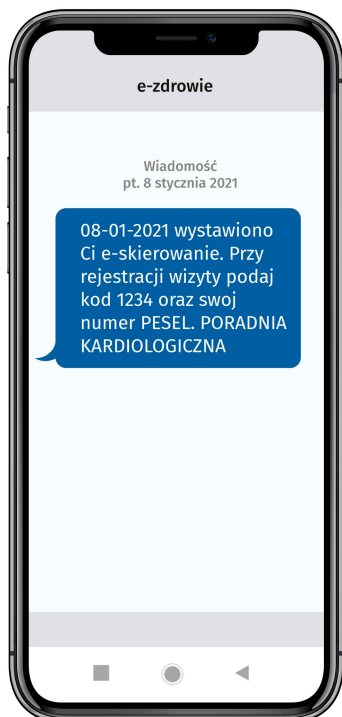 e-zdrowie
Wiadomość
pt. 8 stycznia 2021
08-01-2021 wystawiono
Ci e-skierowanie. Przy
rejestracji wizyty podaj
kod 1234 oraz swoj
numer PESEL. PORADNIA
KARDIOLOGICZNA